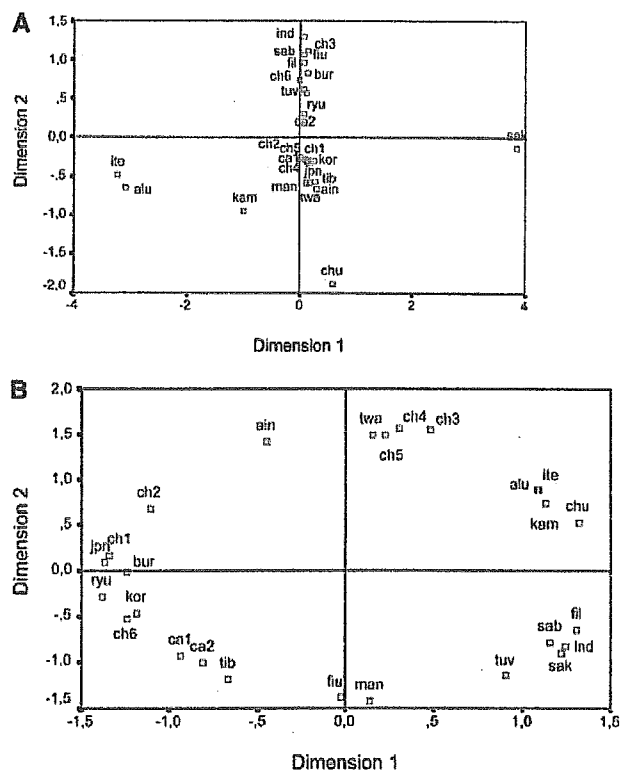 A
Dimension 2
1,5
1,0
0,5
0,0
-0,5
-1,0
-1,5
-2,0
ind
ch3
sab
fiu
fil
bur
ch6
tuv
ryu
ca2
sak
ch2
ch5
ch1
ca1
kor
ch4
jpn
tib
man
ain
twa
ite
alu
kam
chu
-4
-2
0
2
4
Dimension 1
B
Dimension 2
2,0
1,5
1,0
,5
0,0
-,5
-1,0
-1,5
ain
twa
ch4
ch3
ch5
alu
ite
kam
chu
ch2
jpn
ch1
bur
ryu
kor
ch6
ca1
ca2
tib
fiu
man
tuv
sab
fil
Ind
sak
-1,5
-1,0
-,5
0,0
,5
1,0
1,5
Dimension 1